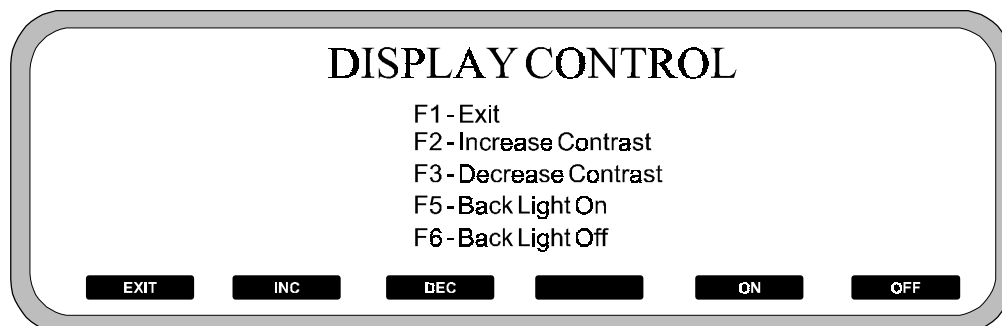 DISPLAY CONTROL
F1 - Exit
F2 - Increase Contrast
F3 - Decrease Contrast
F5 - Back Light On
F6 - Back Light Off
EXIT INC DEC ON OFF